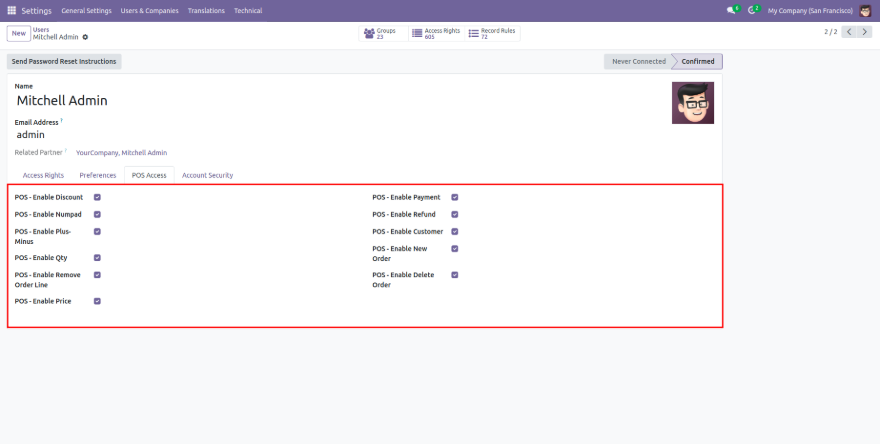 Settings General Settings Users & Companies Translations Technical 6 2 My Company (San Francisco)
New Users Mitchell Admin
Groups 23 Access Rights 605 Record Rules 72
2 / 2
Send Password Reset Instructions Never Connected Confirmed
Name
Mitchell Admin
Email Address ?
admin
Related Partner ? YourCompany, Mitchell Admin
Access Rights Preferences POS Access Account Security
POS - Enable Discount POS - Enable Payment
POS - Enable Numpad POS - Enable Refund
POS - Enable Plus-Minus POS - Enable Customer
POS - Enable Qty POS - Enable New Order
POS - Enable Remove Order Line POS - Enable Delete Order
POS - Enable Price